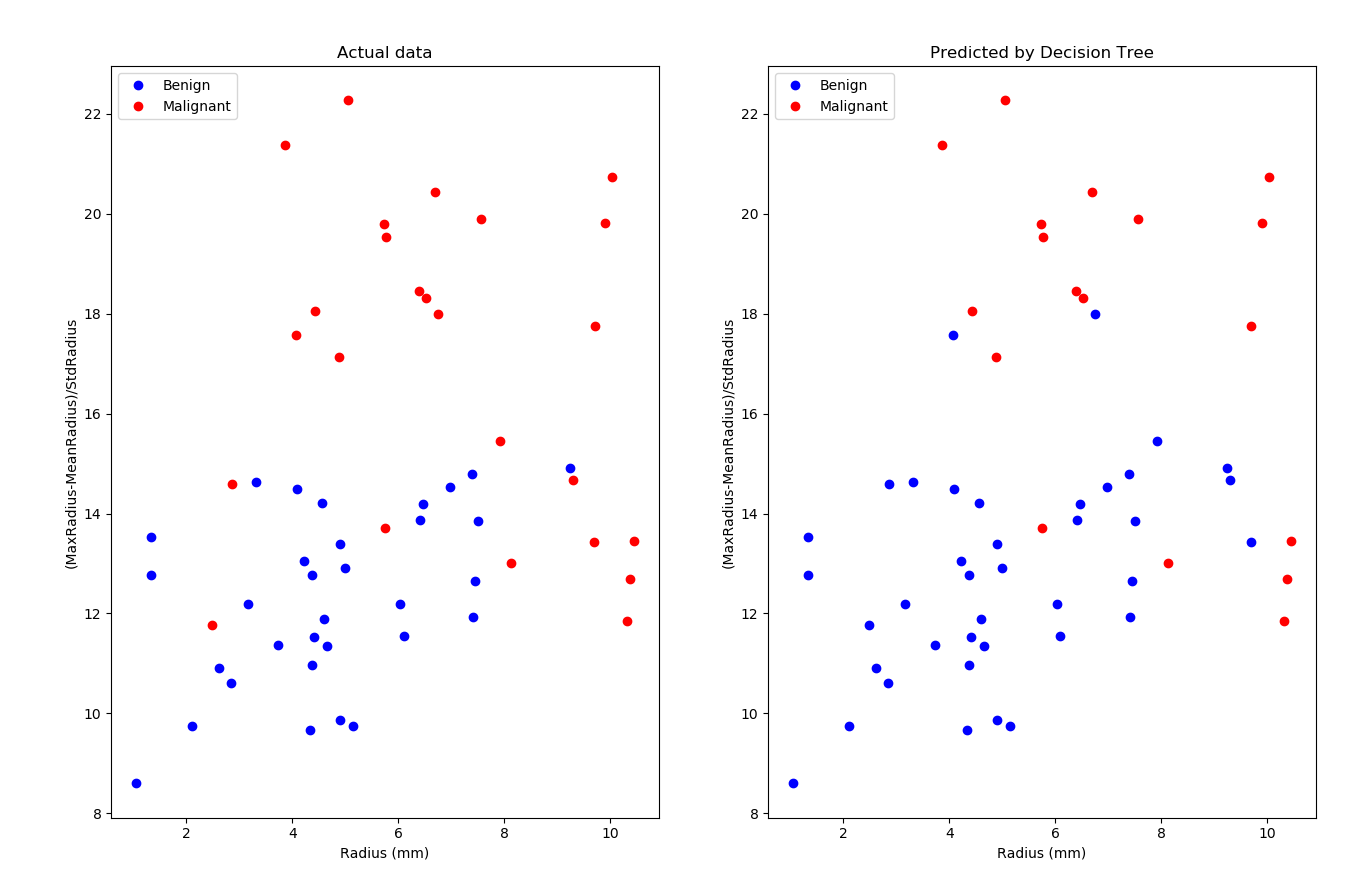 Actual data
Benign
Malignant
22
20
18
16
14
12
10
8
(MaxRadius-MeanRadius)/StdRadius
2 4 6 8 10
Radius (mm)
Predicted by Decision Tree
Benign
Malignant
22
20
18
16
14
12
10
8
(MaxRadius-MeanRadius)/StdRadius
2 4 6 8 10
Radius (mm)